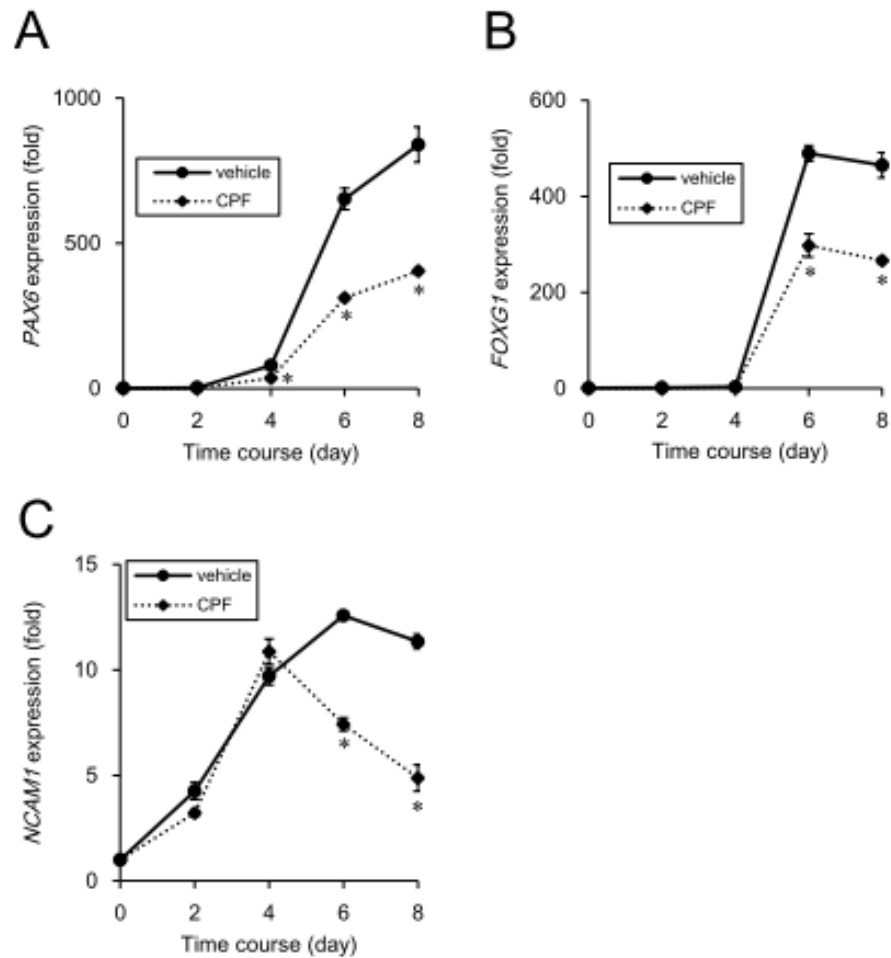 A
PAX6 expression (fold)
1000
500
0
vehicle
CPF
*
*
*
0 2 4 6 8
Time course (day)
B
FOXG1 expression (fold)
600
400
200
0
vehicle
CPF
*
*
0 2 4 6 8
Time course (day)
C
NCAM1 expression (fold)
15
10
5
0
vehicle
CPF
*
*
0 2 4 6 8
Time course (day)